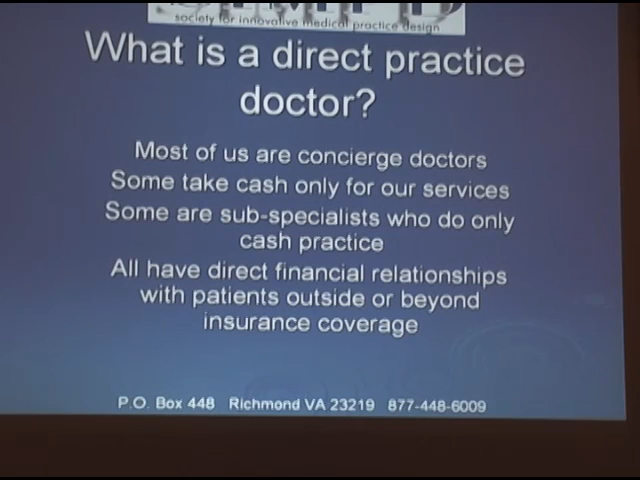 society for innovative medical practice design
What is a direct practice
doctor?
Most of us are concierge doctors
Some take cash only for our services
Some are sub-specialists who do only
cash practice
All have direct financial relationships
with patients outside or beyond
insurance coverage
P.O. Box 448 Richmond VA 23219 877-448-6009